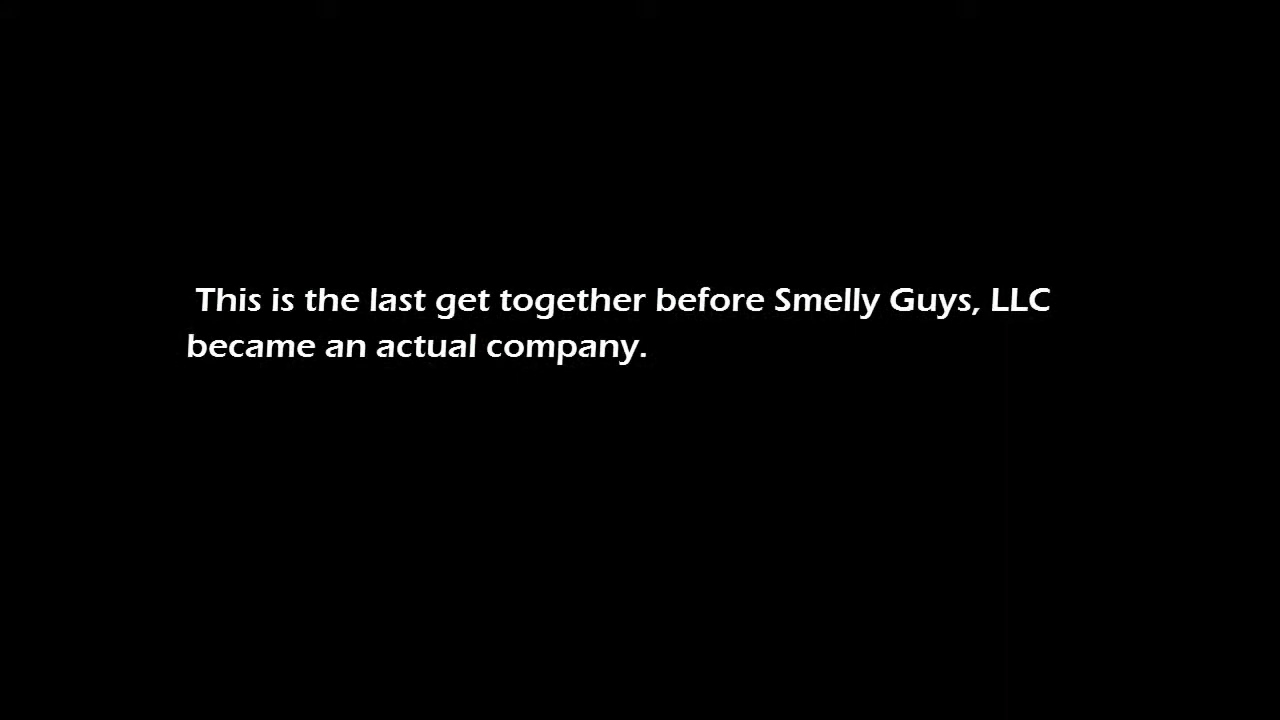 This is the last get together before Smelly Guys, LLC
became an actual company.